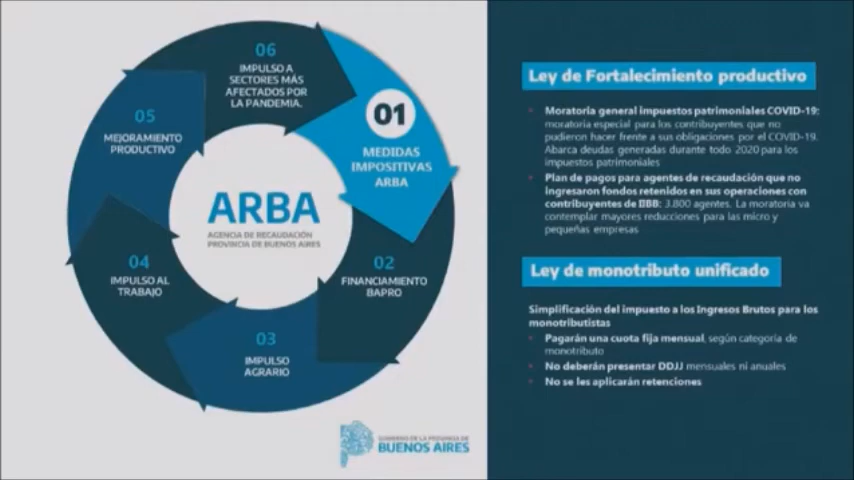 06
IMPULSO A
SECTORES MÁS
AFECTADOS POR
LA PANDEMIA.
01
MEDIDAS
IMPOSITIVAS
ARBA
02
FINANCIAMIENTO
BAPRO
03
IMPULSO
AGRARIO
04
IMPULSO AL
TRABAJO
05
MEJORAMIENTO
PRODUCTIVO
ARBA
AGENCIA DE RECAUDACIÓN
PROVINCIA DE BUENOS AIRES
GOBIERNO DE LA PROVINCIA DE
BUENOS AIRES
Ley de Fortalecimiento productivo
• Moratoria general impuestos patrimoniales COVID-19:
moratoria especial para los contribuyentes que no
pudieron hacer frente a sus obligaciones por el COVID-19.
Abarca deudas generadas durante todo 2020 para los
impuestos patrimoniales
• Plan de pagos para agentes de recaudación que no
ingresaron fondos retenidos en sus operaciones con
contribuyentes de IIBB: 3.800 agentes. La moratoria va
contemplar mayores reducciones para las micro y
pequeñas empresas
Ley de monotributo unificado
Simplificación del impuesto a los Ingresos Brutos para los
monotributistas
• Pagarán una cuota fija mensual, según categoría de
monotributo
• No deberán presentar DDJJ mensuales ni anuales
• No se les aplicarán retenciones